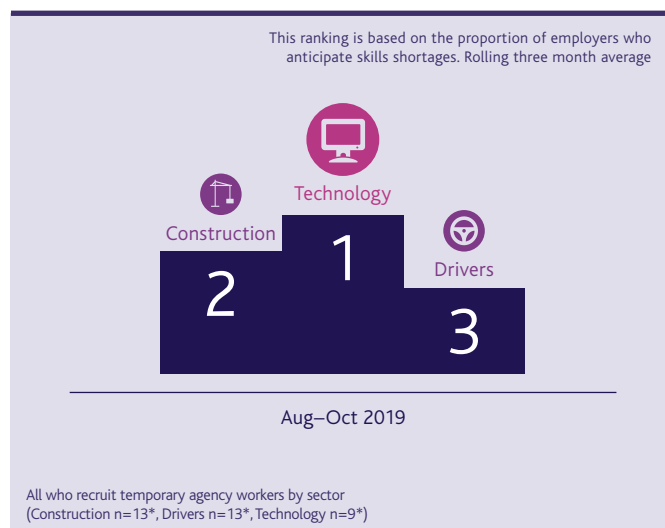 This ranking is based on the proportion of employers who
anticipate skills shortages. Rolling three month average
Technology
Construction
1
Drivers
2
3
Aug–Oct 2019
All who recruit temporary agency workers by sector
(Construction n=13*, Drivers n=13*, Technology n=9*)